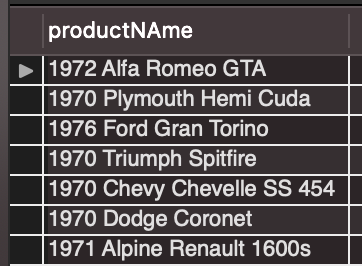 productNAme
1972 Alfa Romeo GTA
1970 Plymouth Hemi Cuda
1976 Ford Gran Torino
1970 Triumph Spitfire
1970 Chevy Chevelle SS 454
1970 Dodge Coronet
1971 Alpine Renault 1600s